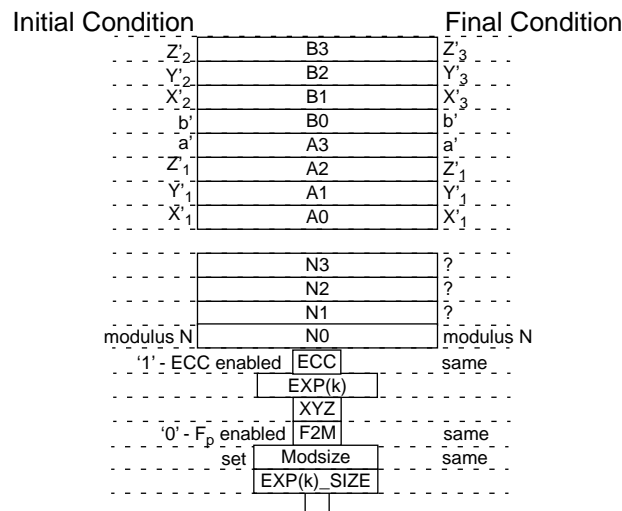 Initial Condition Final Condition
Z'2 B3 Z'3
Y'2 B2 Y'3
X'2 B1 X'3
b' B0 b'
a' A3 a'
Z'1 A2 Z'1
Y'1 A1 Y'1
X'1 A0 X'1
N3 ?
N2 ?
N1 ?
modulus N N0 modulus N
‘1’ - ECC enabled ECC same
EXP(k)
XYZ
‘0’ - Fp enabled F2M same
set Modsize same
EXP(k)_SIZE